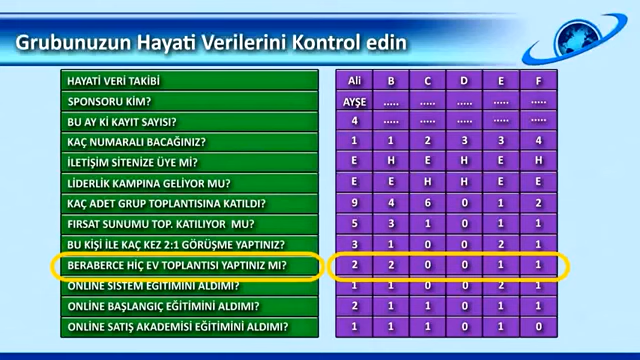 Grubunuzun Hayati Verilerini Kontrol edin
HAYATİ VERİ TAKİBİ Ali B C D E F
SPONSORU KİM? AYŞE ..... ..... ..... ..... .....
BU AY Kİ KAYIT SAYISI? 4 ..... ..... ..... ..... .....
KAÇ NUMARALI BACAĞINIZ? 1 1 2 3 3 4
İLETİŞİM SİTENİZE ÜYE Mİ? E H E H E H
LİDERLİK KAMPINA GELİYOR MU? E E H H E E
KAÇ ADET GRUP TOPLANTISINA KATILDI? 9 4 6 0 1 2
FIRSAT SUNUMU TOP. KATILIYOR MU? 5 3 1 0 1 1
BU KİŞİ İLE KAÇ KEZ 2:1 GÖRÜŞME YAPTINIZ? 3 1 0 0 2 1
BERABERCE HİÇ EV TOPLANTISI YAPTINIZ MI? 2 2 0 0 1 1
ONLINE SİSTEM EĞİTİMİNİ ALDIMI? 1 1 0 0 2 1
ONLINE BAŞLANGIÇ EĞİTİMİNİ ALDIMI? 2 1 1 0 1 1
ONLINE SATIŞ AKADEMİSİ EĞİTİMİNİ ALDIMI? 1 1 1 0 1 0